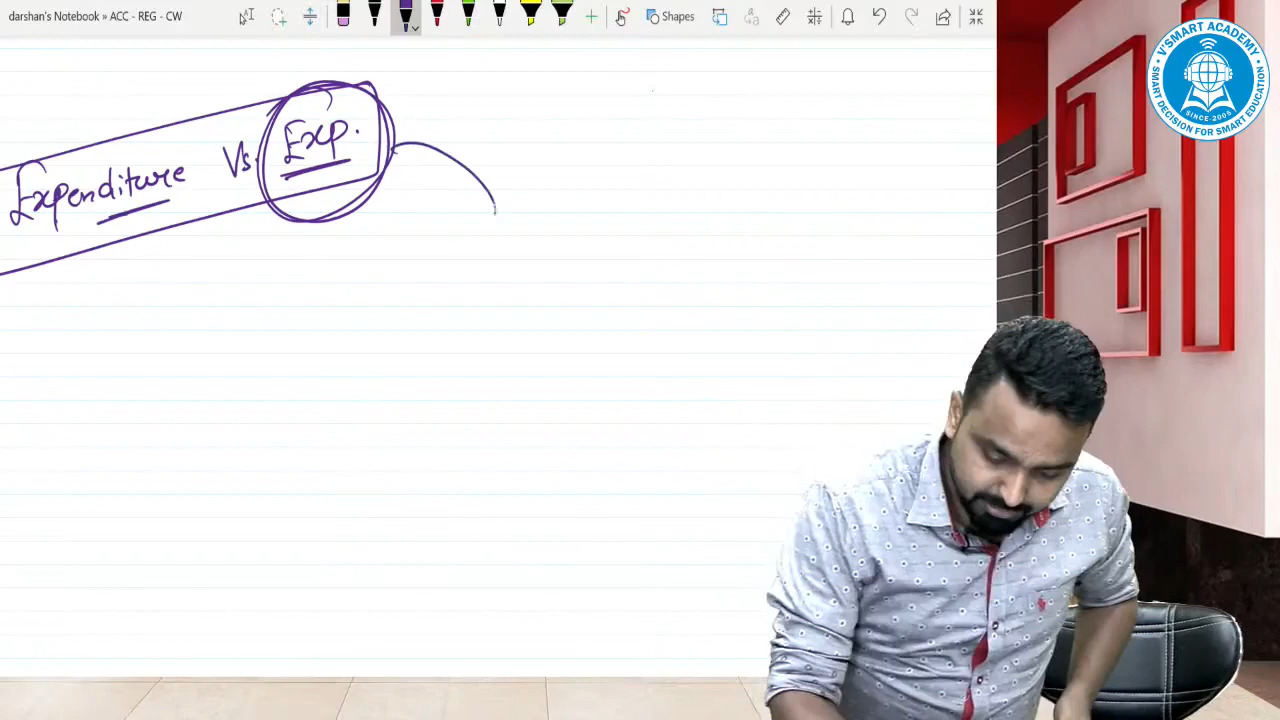 darshan's Notebook » ACC - REG - CW
Shapes
Expenditure Vs. Exp.
V'SMART ACADEMY
SMART DECISION FOR SMART EDUCATION
SINCE-2005